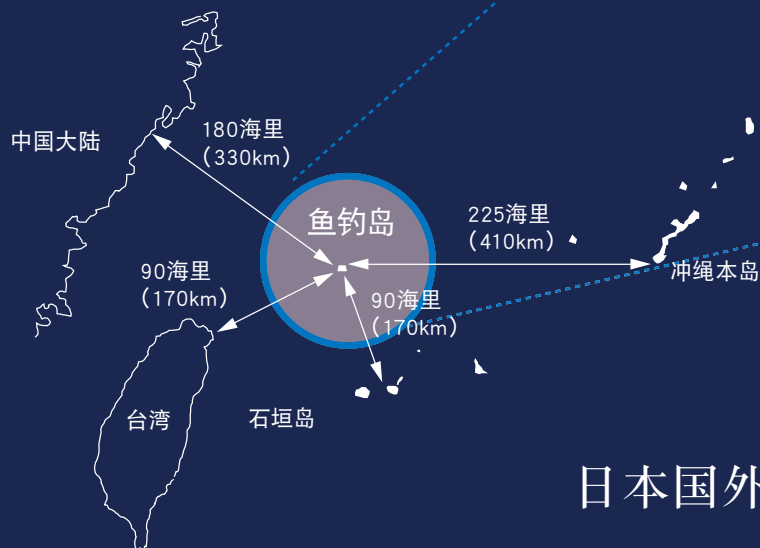 中国大陆
180海里
（330km）
鱼钓岛
225海里
（410km）
冲绳本岛
90海里
（170km）
90海里
（170km）
台湾
石垣岛
日本国外